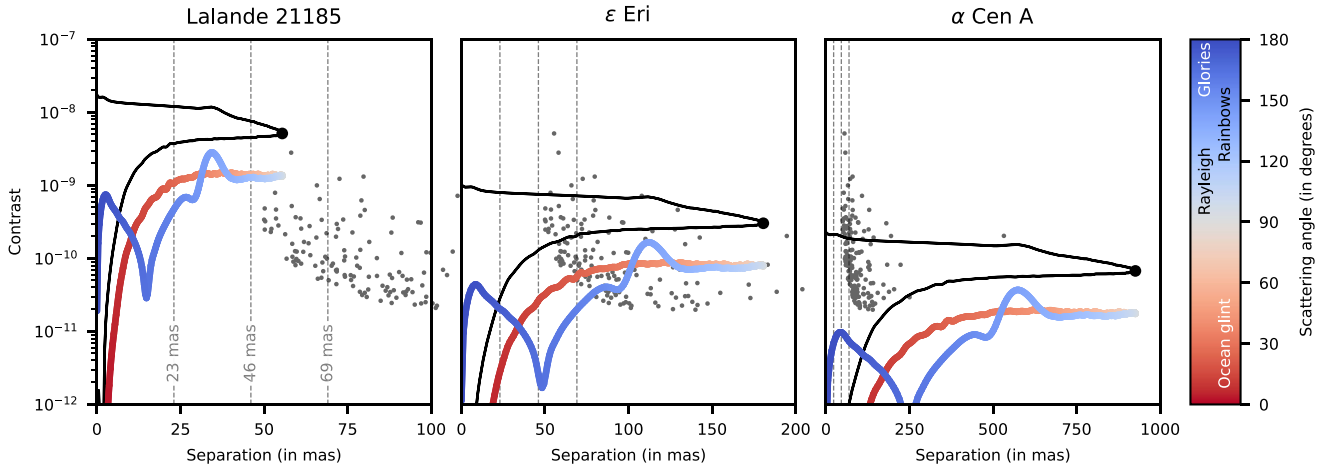 Lalande 21185
ε Eri
α Cen A
10⁻⁷
10⁻⁸
10⁻⁹
10⁻¹⁰
10⁻¹¹
10⁻¹²
Contrast
23 mas
46 mas
69 mas
0 25 50 75 100
Separation (in mas)
0 50 100 150 200
Separation (in mas)
0 250 500 750 1000
Separation (in mas)
Glories
Rainbows
Rayleigh
Ocean glint
180
150
120
90
60
30
0
Scattering angle (in degrees)